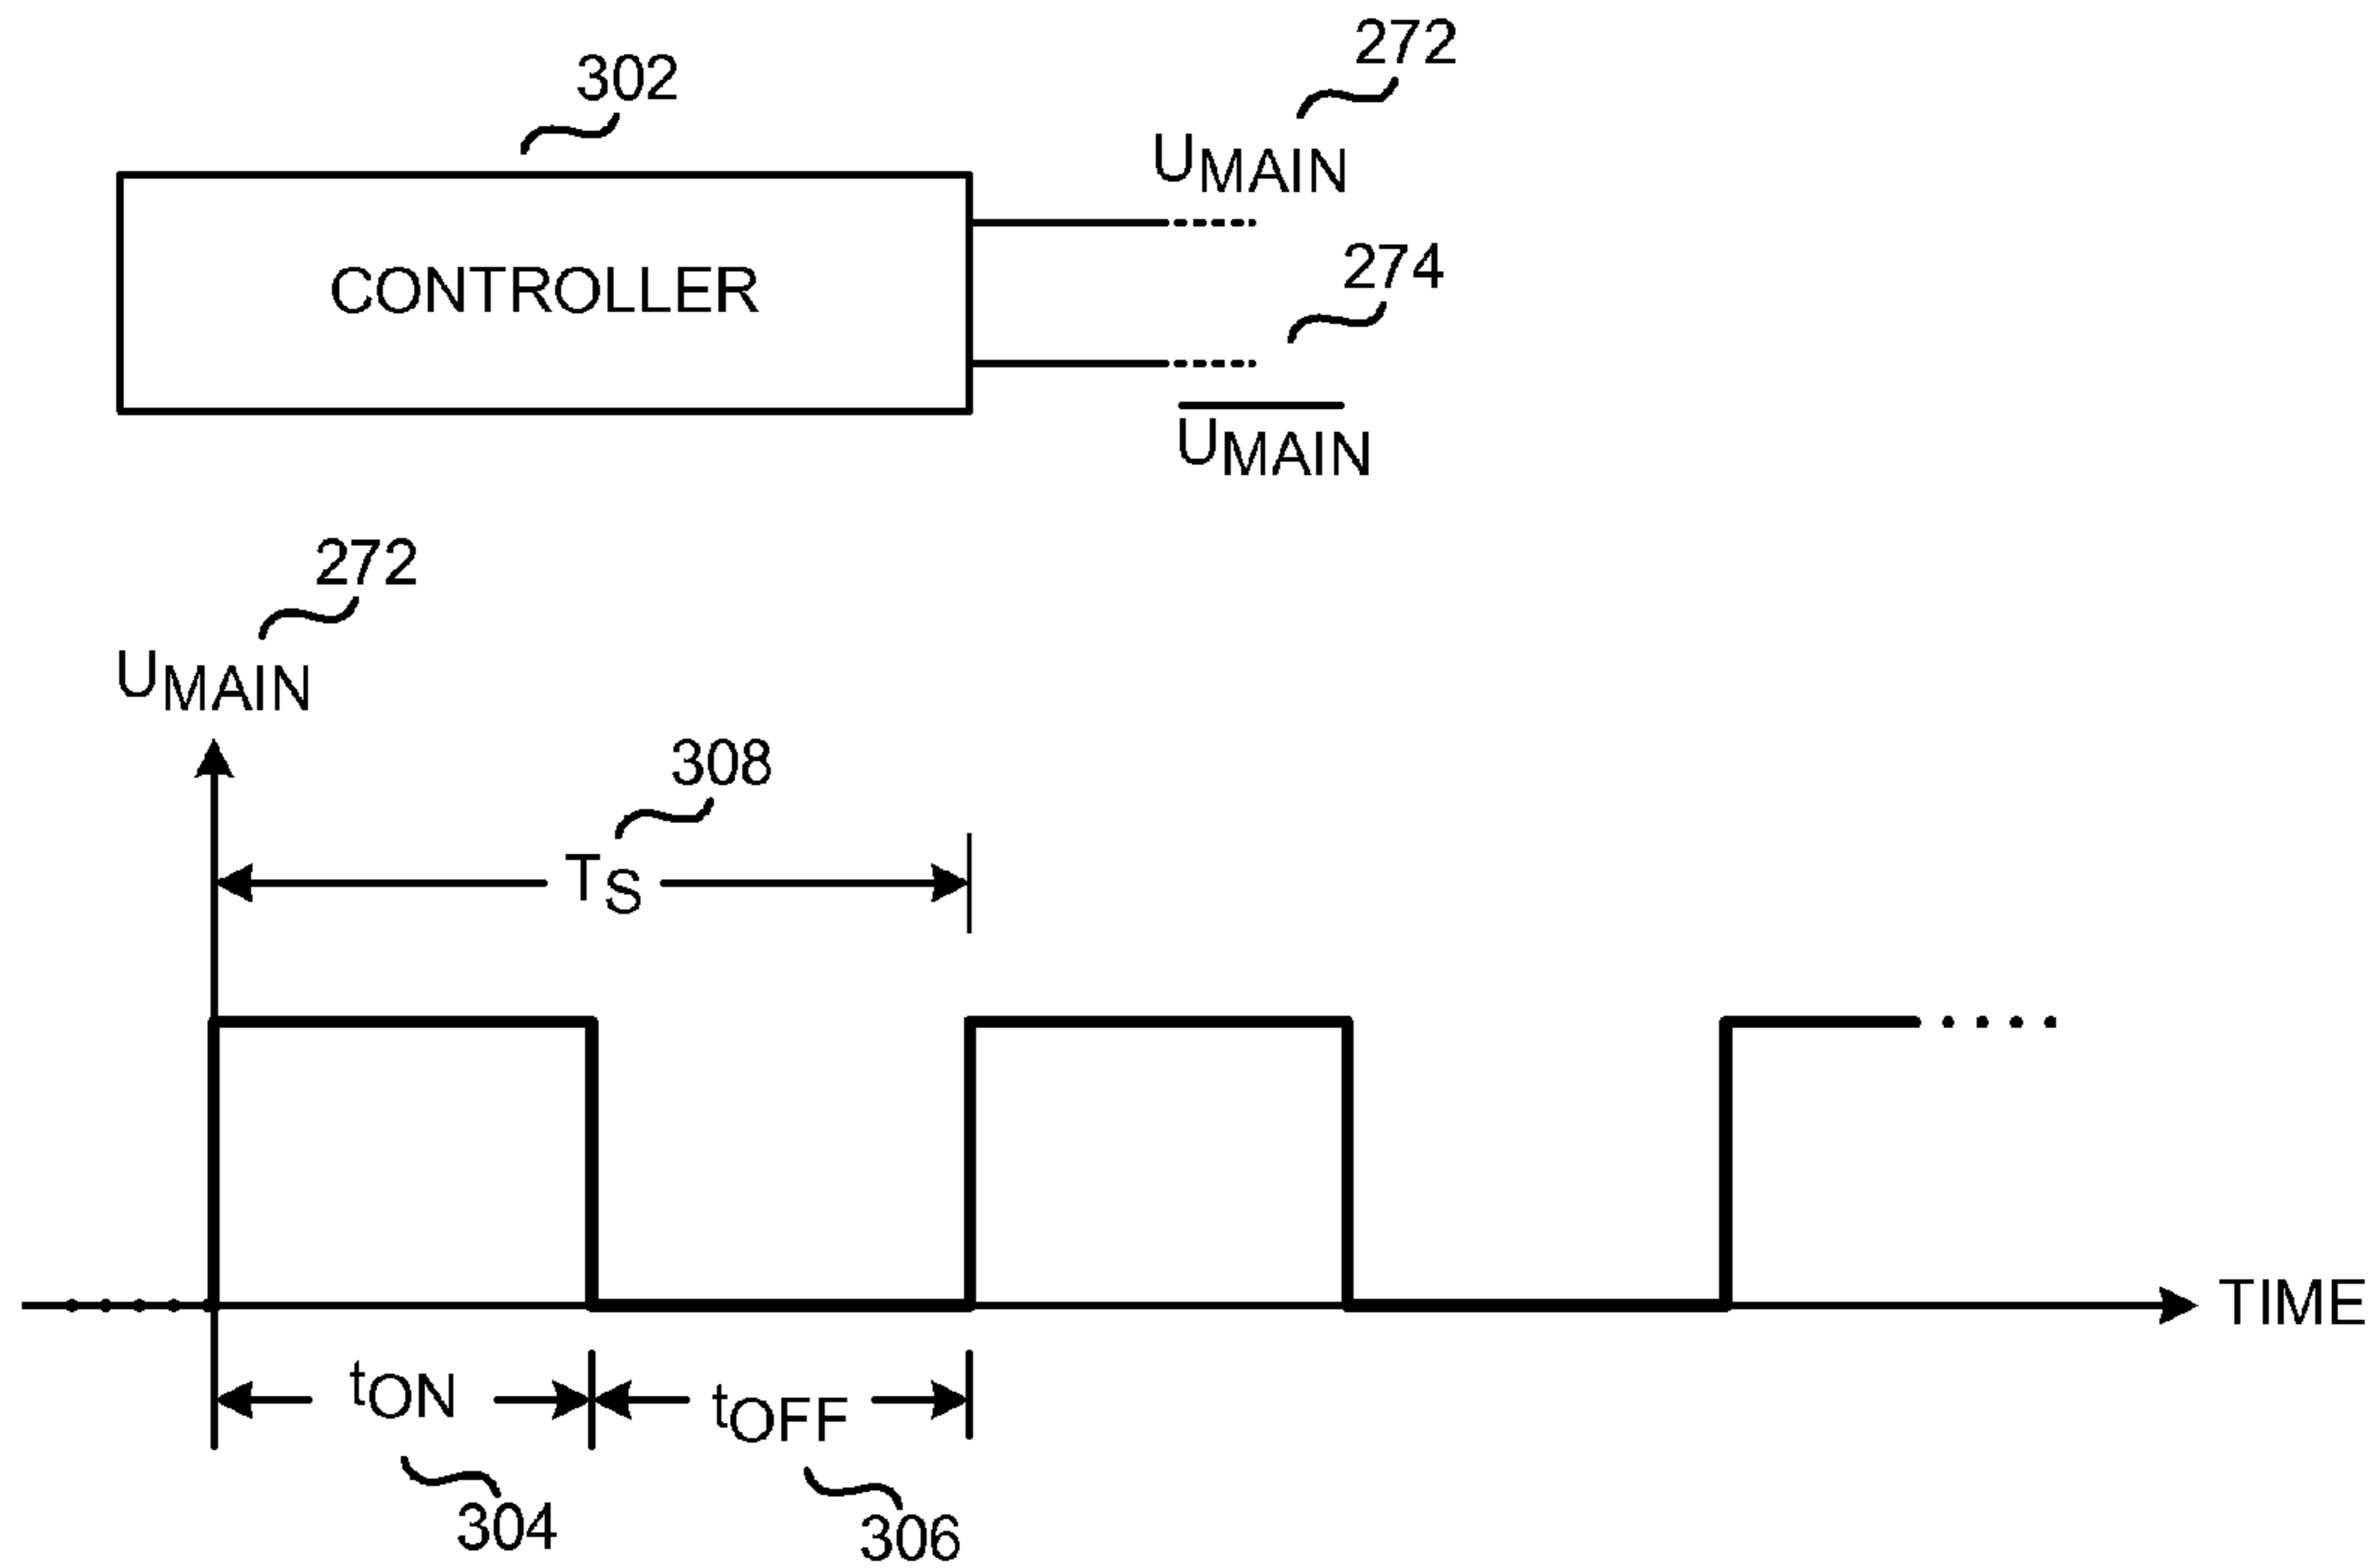 302
272
UMAIN
CONTROLLER
274
UMAIN
272
UMAIN
308
TS
TIME
tON
tOFF
304
306